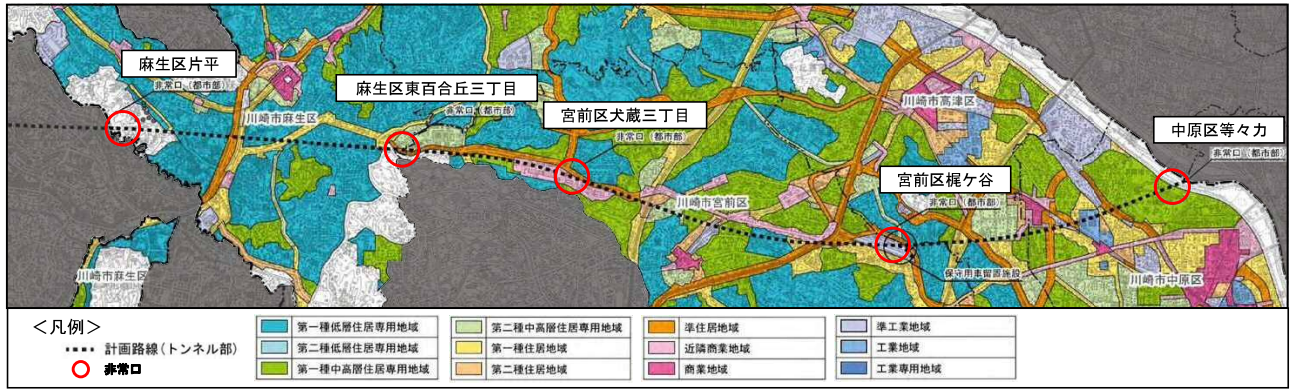 麻生区片平
非常口(都市部)
川崎市麻生区
麻生区東百合丘三丁目
非常口(都市部)
宮前区犬蔵三丁目
非常口(都市部)
川崎市高津区
中原区等々力
非常口(都市部)
宮前区梶ケ谷
非常口(都市部)
川崎市宮前区
保守用車留置施設
川崎市麻生区
川崎市中原区
<凡例>
計画路線(トンネル部)
非常口
第一種低層住居専用地域
第二種低層住居専用地域
第一種中高層住居専用地域
第二種中高層住居専用地域
第一種住居地域
第二種住居地域
準住居地域
近隣商業地域
商業地域
準工業地域
工業地域
工業専用地域